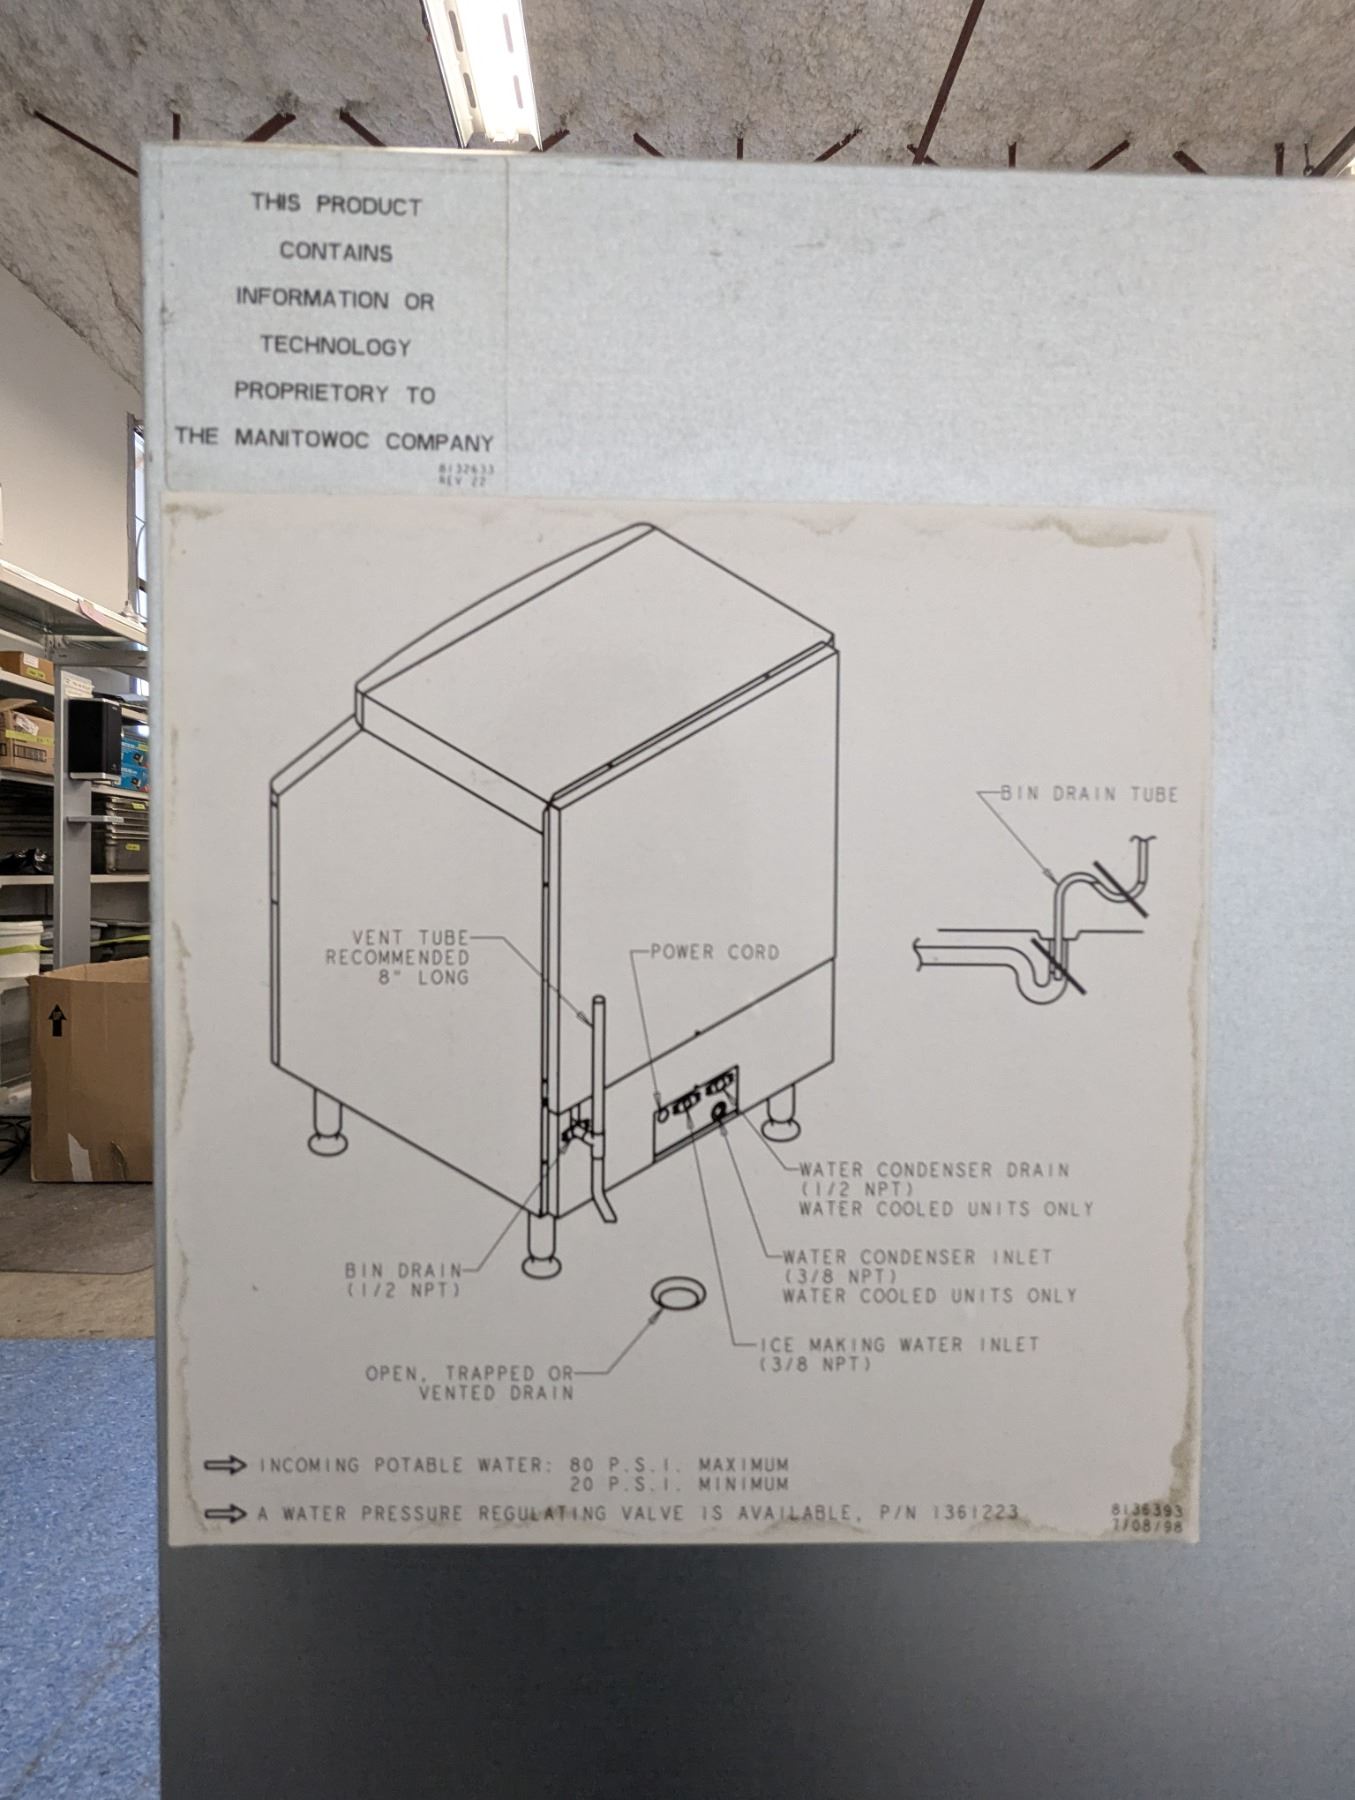 THIS PRODUCT
CONTAINS
INFORMATION OR
TECHNOLOGY
PROPRIETORY TO
THE MANITOWOC COMPANY
8132633
REV 22
BIN DRAIN TUBE
VENT TUBE
RECOMMENDED
8" LONG
POWER CORD
WATER CONDENSER DRAIN
(1/2 NPT)
WATER COOLED UNITS ONLY
WATER CONDENSER INLET
(3/8 NPT)
WATER COOLED UNITS ONLY
BIN DRAIN
(1/2 NPT)
ICE MAKING WATER INLET
(3/8 NPT)
OPEN, TRAPPED OR
VENTED DRAIN
INCOMING POTABLE WATER: 80 P.S.I. MAXIMUM
20 P.S.I. MINIMUM
A WATER PRESSURE REGULATING VALVE IS AVAILABLE, P/N 1361223
8136393
7/08/98